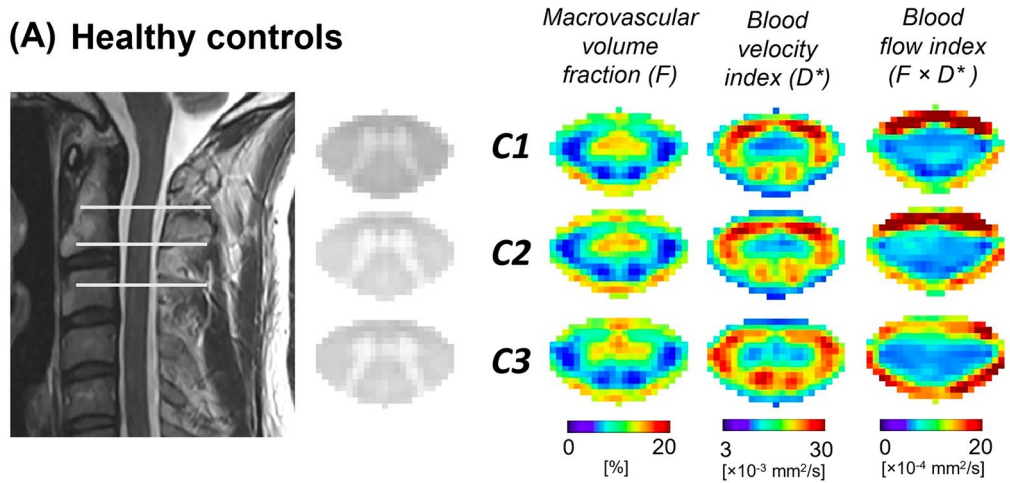 (A) Healthy controls
Macrovascular
volume
fraction (F)
Blood
velocity
index (D*)
Blood
flow index
(F × D* )
C1
C2
C3
0 20
[%]
3 30
[×10-3 mm2/s]
0 20
[×10-4 mm2/s]